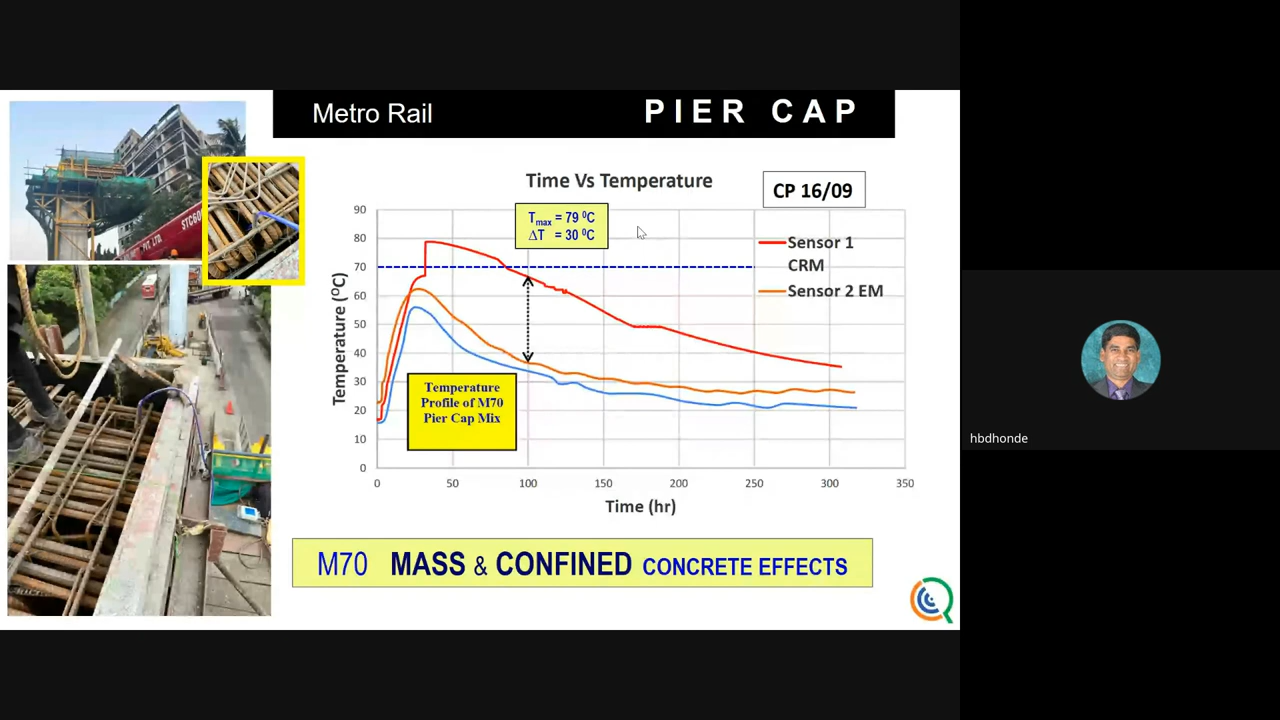 Metro Rail
PIER CAP
Time Vs Temperature
CP 16/09
Tmax = 79 ⁰C
ΔT = 30 ⁰C
Sensor 1
CRM
Sensor 2 EM
Temperature (⁰C)
90
80
70
60
50
40
30
20
10
0
0
50
100
150
200
250
300
350
Time (hr)
Temperature
Profile of M70
Pier Cap Mix
M70 MASS & CONFINED CONCRETE EFFECTS
STC60
PVT. LTD
hbdhonde